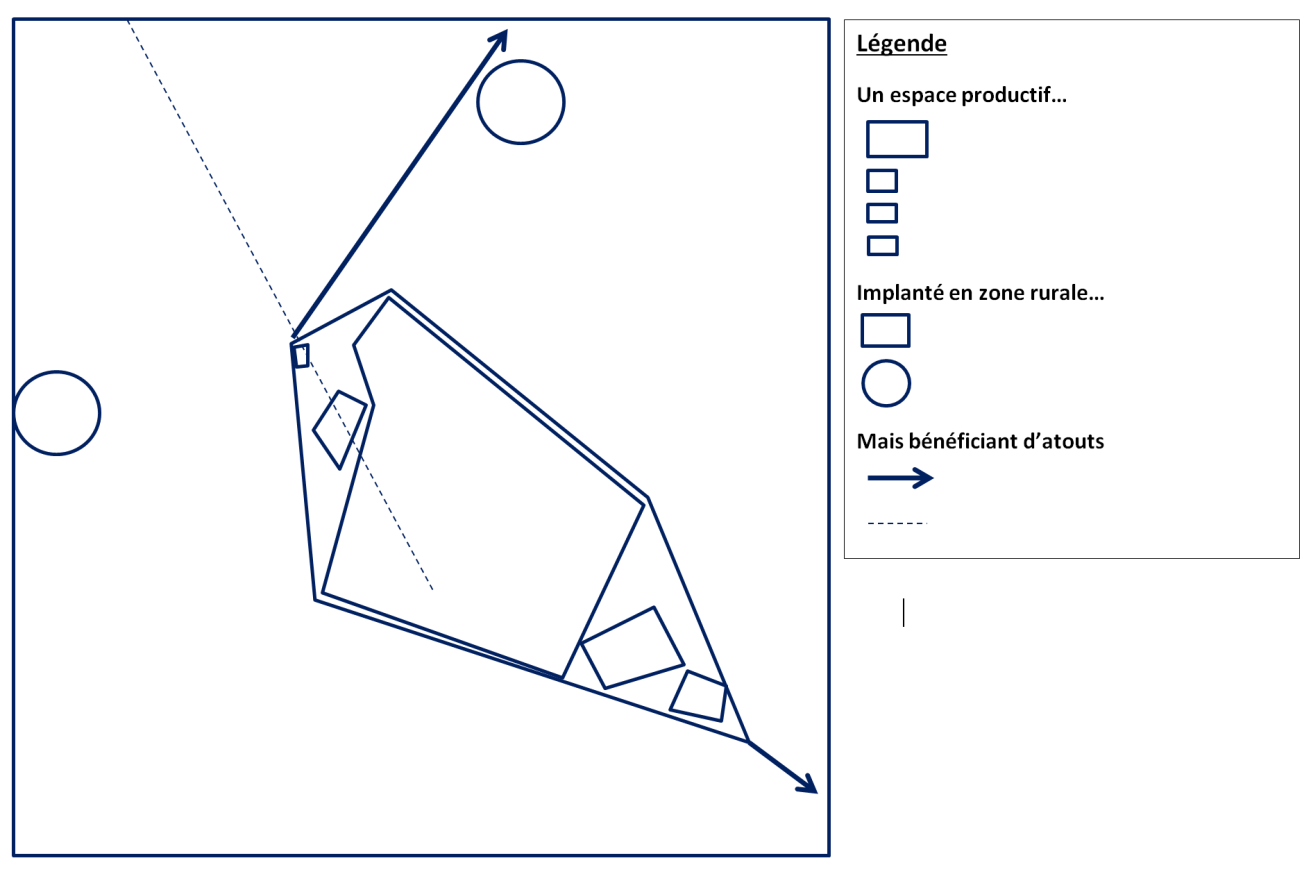 Légende
Un espace productif...
Implanté en zone rurale...
Mais bénéficiant d’atouts